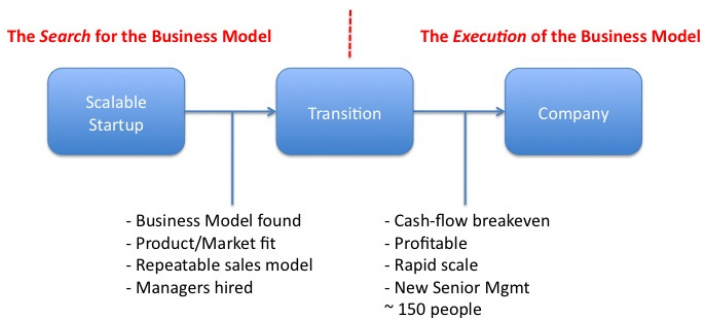 The Search for the Business Model
The Execution of the Business Model
Scalable
Startup
Transition
Company
- Business Model found
- Product/Market fit
- Repeatable sales model
- Managers hired
- Cash-flow breakeven
- Profitable
- Rapid scale
- New Senior Mgmt
~ 150 people